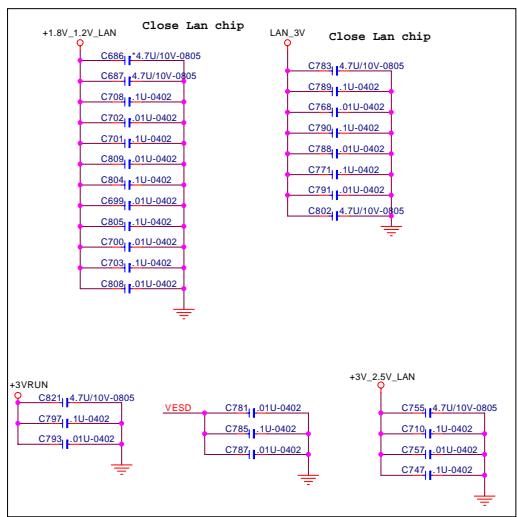 +1.8V_1.2V_LAN
Close Lan chip
C686 *4.7U/10V-0805
C687 4.7U/10V-0805
C708 .1U-0402
C702 .01U-0402
C701 .1U-0402
C809 .01U-0402
C804 .1U-0402
C699 .01U-0402
C805 .1U-0402
C700 .01U-0402
C703 .1U-0402
C808 .01U-0402
LAN_3V
Close Lan chip
C783 4.7U/10V-0805
C789 .1U-0402
C768 .01U-0402
C790 .1U-0402
C788 .01U-0402
C771 .1U-0402
C791 .01U-0402
C802 4.7U/10V-0805
+3VRUN
C821 4.7U/10V-0805
C797 .1U-0402
C793 .01U-0402
VESD
C781 .01U-0402
C785 .1U-0402
C787 .01U-0402
+3V_2.5V_LAN
C755 4.7U/10V-0805
C710 .1U-0402
C757 .01U-0402
C747 .1U-0402